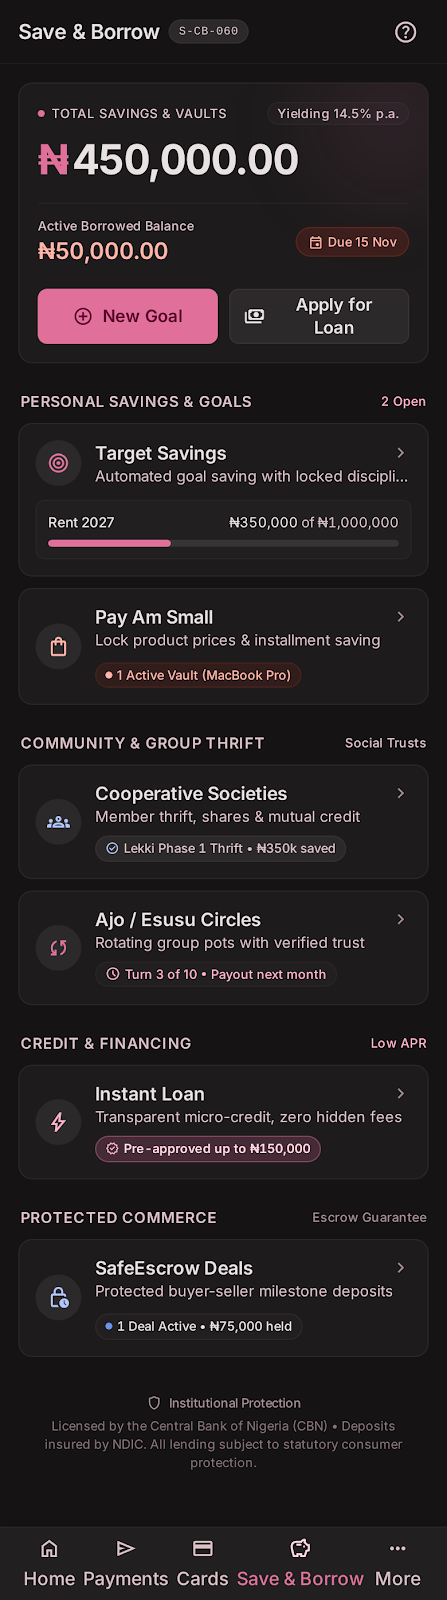 Save & Borrow S-CB-060
TOTAL SAVINGS & VAULTS Yielding 14.5% p.a.
₦450,000.00
Active Borrowed Balance
₦50,000.00
Due 15 Nov
New Goal
Apply for
Loan
PERSONAL SAVINGS & GOALS 2 Open
Target Savings
Automated goal saving with locked discipli...
Rent 2027 ₦350,000 of ₦1,000,000
Pay Am Small
Lock product prices & installment saving
1 Active Vault (MacBook Pro)
COMMUNITY & GROUP THRIFT Social Trusts
Cooperative Societies
Member thrift, shares & mutual credit
Lekki Phase 1 Thrift • ₦350k saved
Ajo / Esusu Circles
Rotating group pots with verified trust
Turn 3 of 10 • Payout next month
CREDIT & FINANCING Low APR
Instant Loan
Transparent micro-credit, zero hidden fees
Pre-approved up to ₦150,000
PROTECTED COMMERCE Escrow Guarantee
SafeEscrow Deals
Protected buyer-seller milestone deposits
1 Deal Active • ₦75,000 held
Institutional Protection
Licensed by the Central Bank of Nigeria (CBN) • Deposits
insured by NDIC. All lending subject to statutory consumer
protection.
Home Payments Cards Save & Borrow More